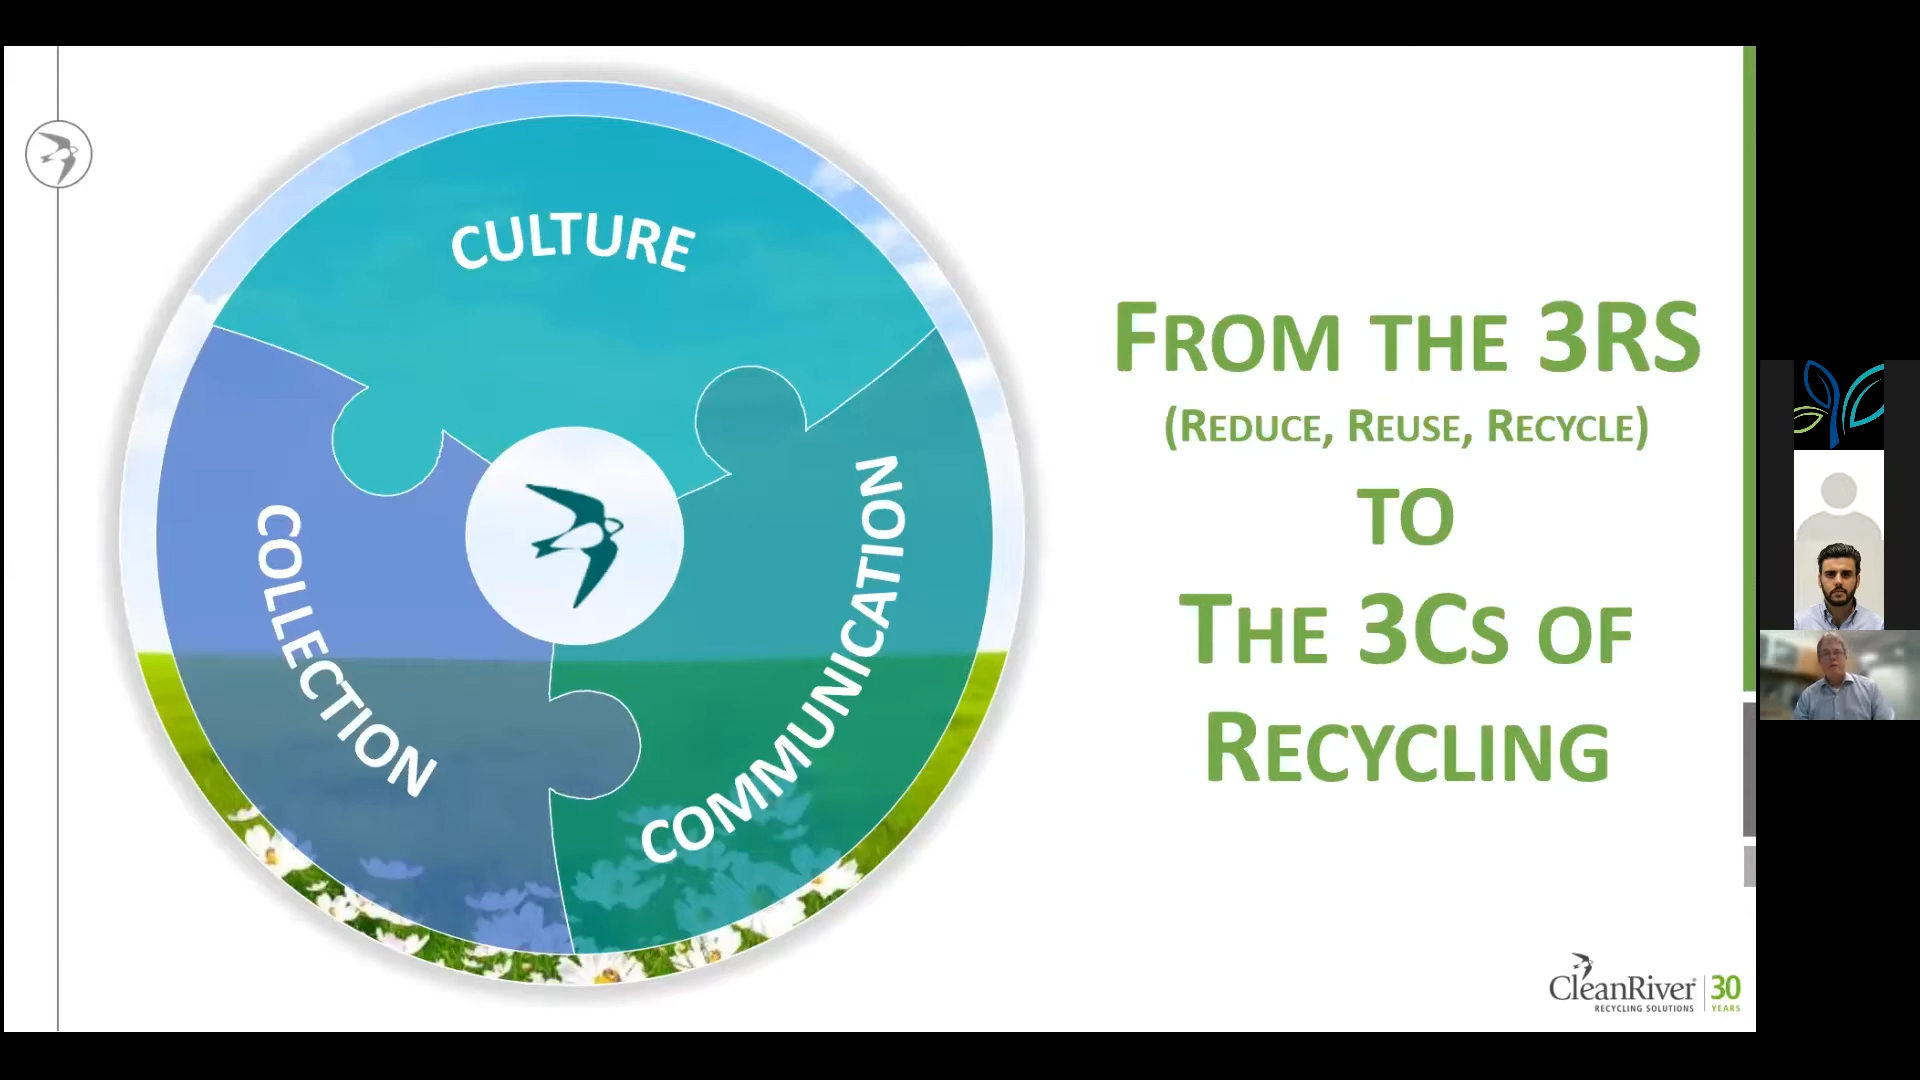 CULTURE
COLLECTION
COMMUNICATION
FROM THE 3RS
(REDUCE, REUSE, RECYCLE)
TO
THE 3CS OF
RECYCLING
CleanRiver® | 30
RECYCLING SOLUTIONS YEARS